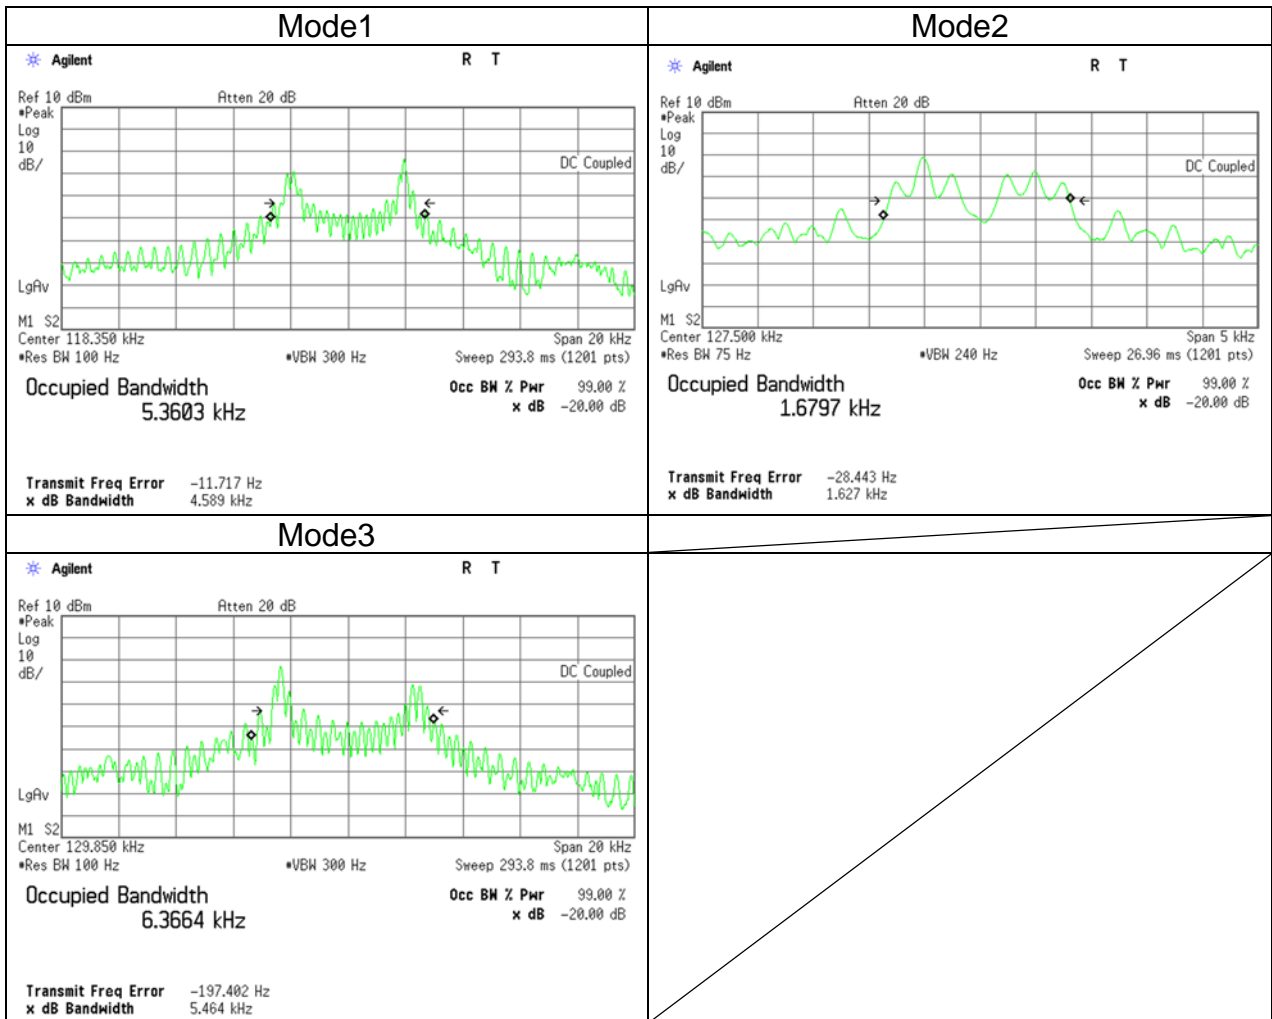 Mode1
Agilent
R T
Ref 10 dBm
Atten 20 dB
*Peak
Log
10
dB/
DC Coupled
LgAv
M1 S2
Center 118.350 kHz
Span 20 kHz
*Res BW 100 Hz
*VBW 300 Hz
Sweep 293.8 ms (1201 pts)
Occupied Bandwidth
5.3603 kHz
Occ BW % Pwr 99.00 %
x dB -20.00 dB
Transmit Freq Error -11.717 Hz
x dB Bandwidth 4.589 kHz
Mode2
Agilent
R T
Ref 10 dBm
Atten 20 dB
*Peak
Log
10
dB/
DC Coupled
LgAv
M1 S2
Center 127.500 kHz
Span 5 kHz
*Res BW 75 Hz
*VBW 240 Hz
Sweep 26.96 ms (1201 pts)
Occupied Bandwidth
1.6797 kHz
Occ BW % Pwr 99.00 %
x dB -20.00 dB
Transmit Freq Error -28.443 Hz
x dB Bandwidth 1.627 kHz
Mode3
Agilent
R T
Ref 10 dBm
Atten 20 dB
*Peak
Log
10
dB/
DC Coupled
LgAv
M1 S2
Center 129.850 kHz
Span 20 kHz
*Res BW 100 Hz
*VBW 300 Hz
Sweep 293.8 ms (1201 pts)
Occupied Bandwidth
6.3664 kHz
Occ BW % Pwr 99.00 %
x dB -20.00 dB
Transmit Freq Error -197.402 Hz
x dB Bandwidth 5.464 kHz